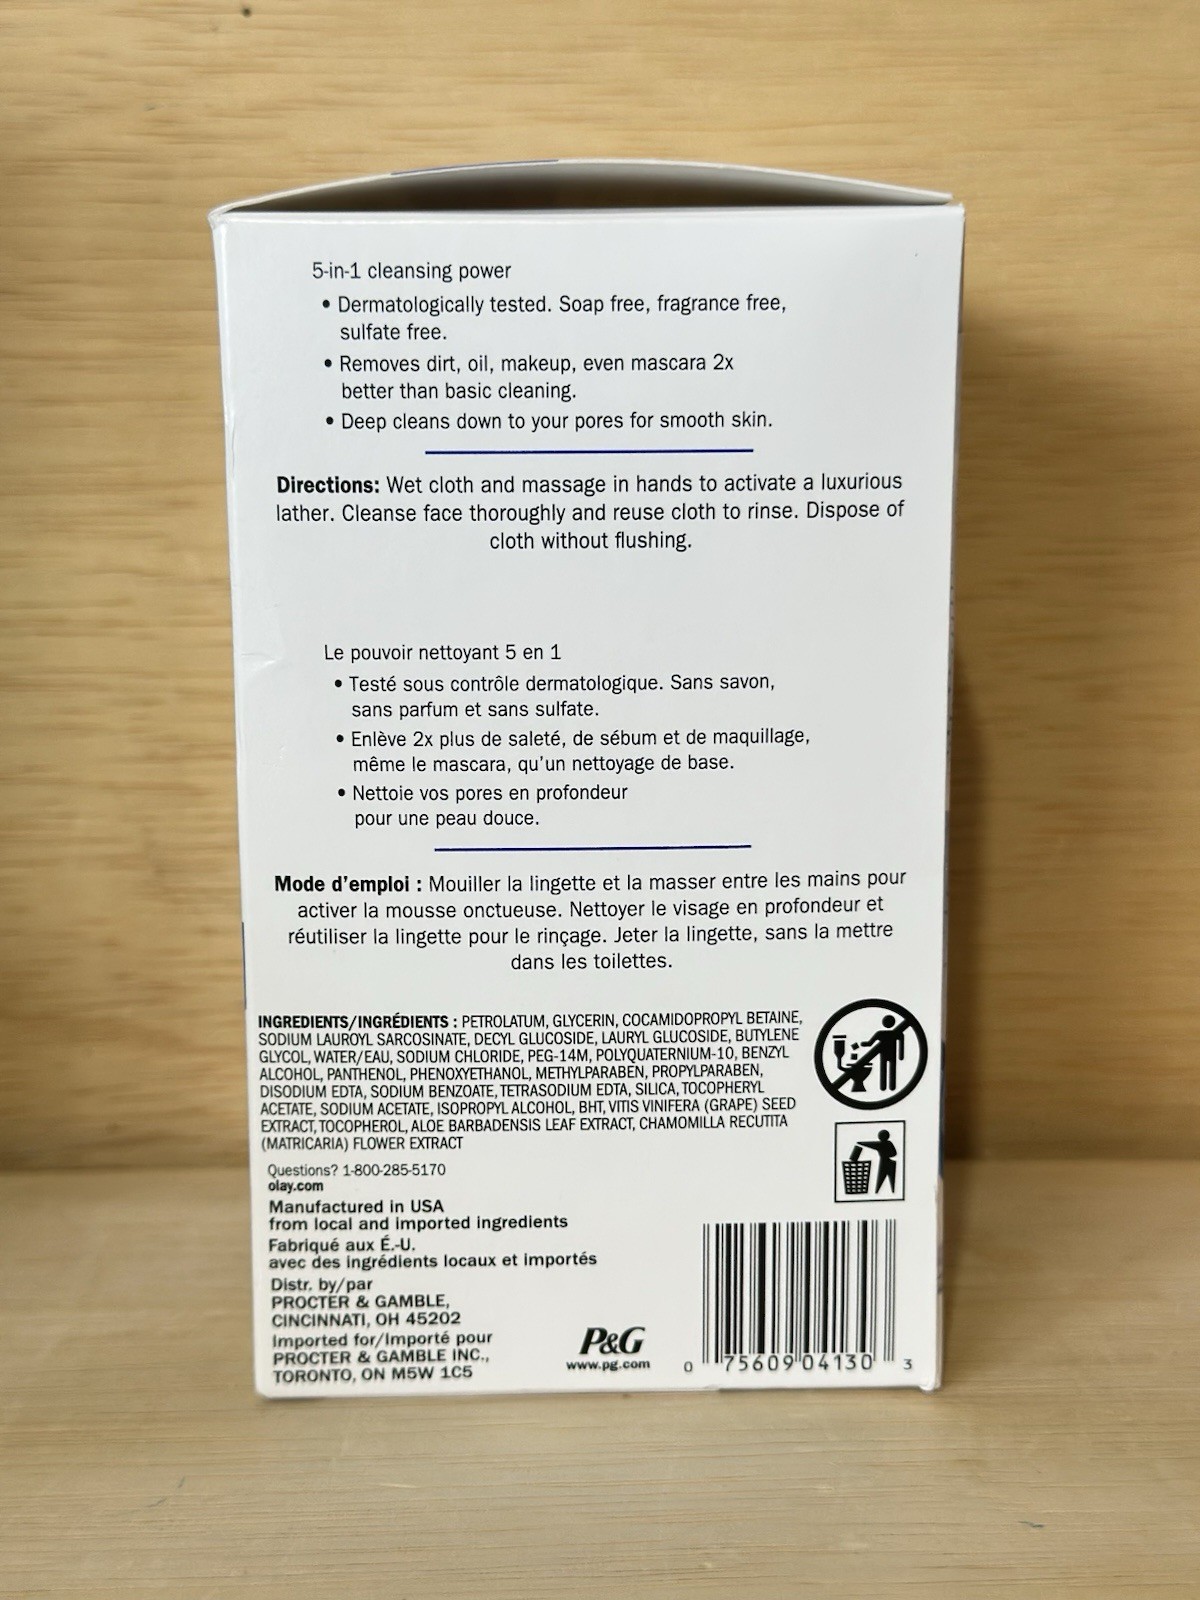 5-in-1 cleansing power
• Dermatologically tested. Soap free, fragrance free,
sulfate free.
• Removes dirt, oil, makeup, even mascara 2x
better than basic cleaning.
• Deep cleans down to your pores for smooth skin.
Directions: Wet cloth and massage in hands to activate a luxurious
lather. Cleanse face thoroughly and reuse cloth to rinse. Dispose of
cloth without flushing.
Le pouvoir nettoyant 5 en 1
• Testé sous contrôle dermatologique. Sans savon,
sans parfum et sans sulfate.
• Enlève 2x plus de saleté, de sébum et de maquillage,
même le mascara, qu'un nettoyage de base.
• Nettoie vos pores en profondeur
pour une peau douce.
Mode d'emploi : Mouiller la lingette et la masser entre les mains pour
activer la mousse onctueuse. Nettoyer le visage en profondeur et
réutiliser la lingette pour le rinçage. Jeter la lingette, sans la mettre
dans les toilettes.
INGREDIENTS/INGRÉDIENTS : PETROLATUM, GLYCERIN, COCAMIDOPROPYL BETAINE,
SODIUM LAUROYL SARCOSINATE, DECYL GLUCOSIDE, LAURYL GLUCOSIDE, BUTYLENE
GLYCOL, WATER/EAU, SODIUM CHLORIDE, PEG-14M, POLYQUATERNIUM-10, BENZYL
ALCOHOL, PANTHENOL, PHENOXYETHANOL, METHYLPARABEN, PROPYLPARABEN,
DISODIUM EDTA, SODIUM BENZOATE, TETRASODIUM EDTA, SILICA, TOCOPHERYL
ACETATE, SODIUM ACETATE, ISOPROPYL ALCOHOL, BHT, VITIS VINIFERA (GRAPE) SEED
EXTRACT, TOCOPHEROL, ALOE BARBADENSIS LEAF EXTRACT, CHAMOMILLA RECUTITA
(MATRICARIA) FLOWER EXTRACT
Questions? 1-800-285-5170
olay.com
Manufactured in USA
from local and imported ingredients
Fabriqué aux É.-U.
avec des ingrédients locaux et importés
Distr. by/par
PROCTER & GAMBLE,
CINCINNATI, OH 45202
Imported for/Importé pour
PROCTER & GAMBLE INC.,
TORONTO, ON M5W 1C5
P&G
www.pg.com
0 75609 04130 3